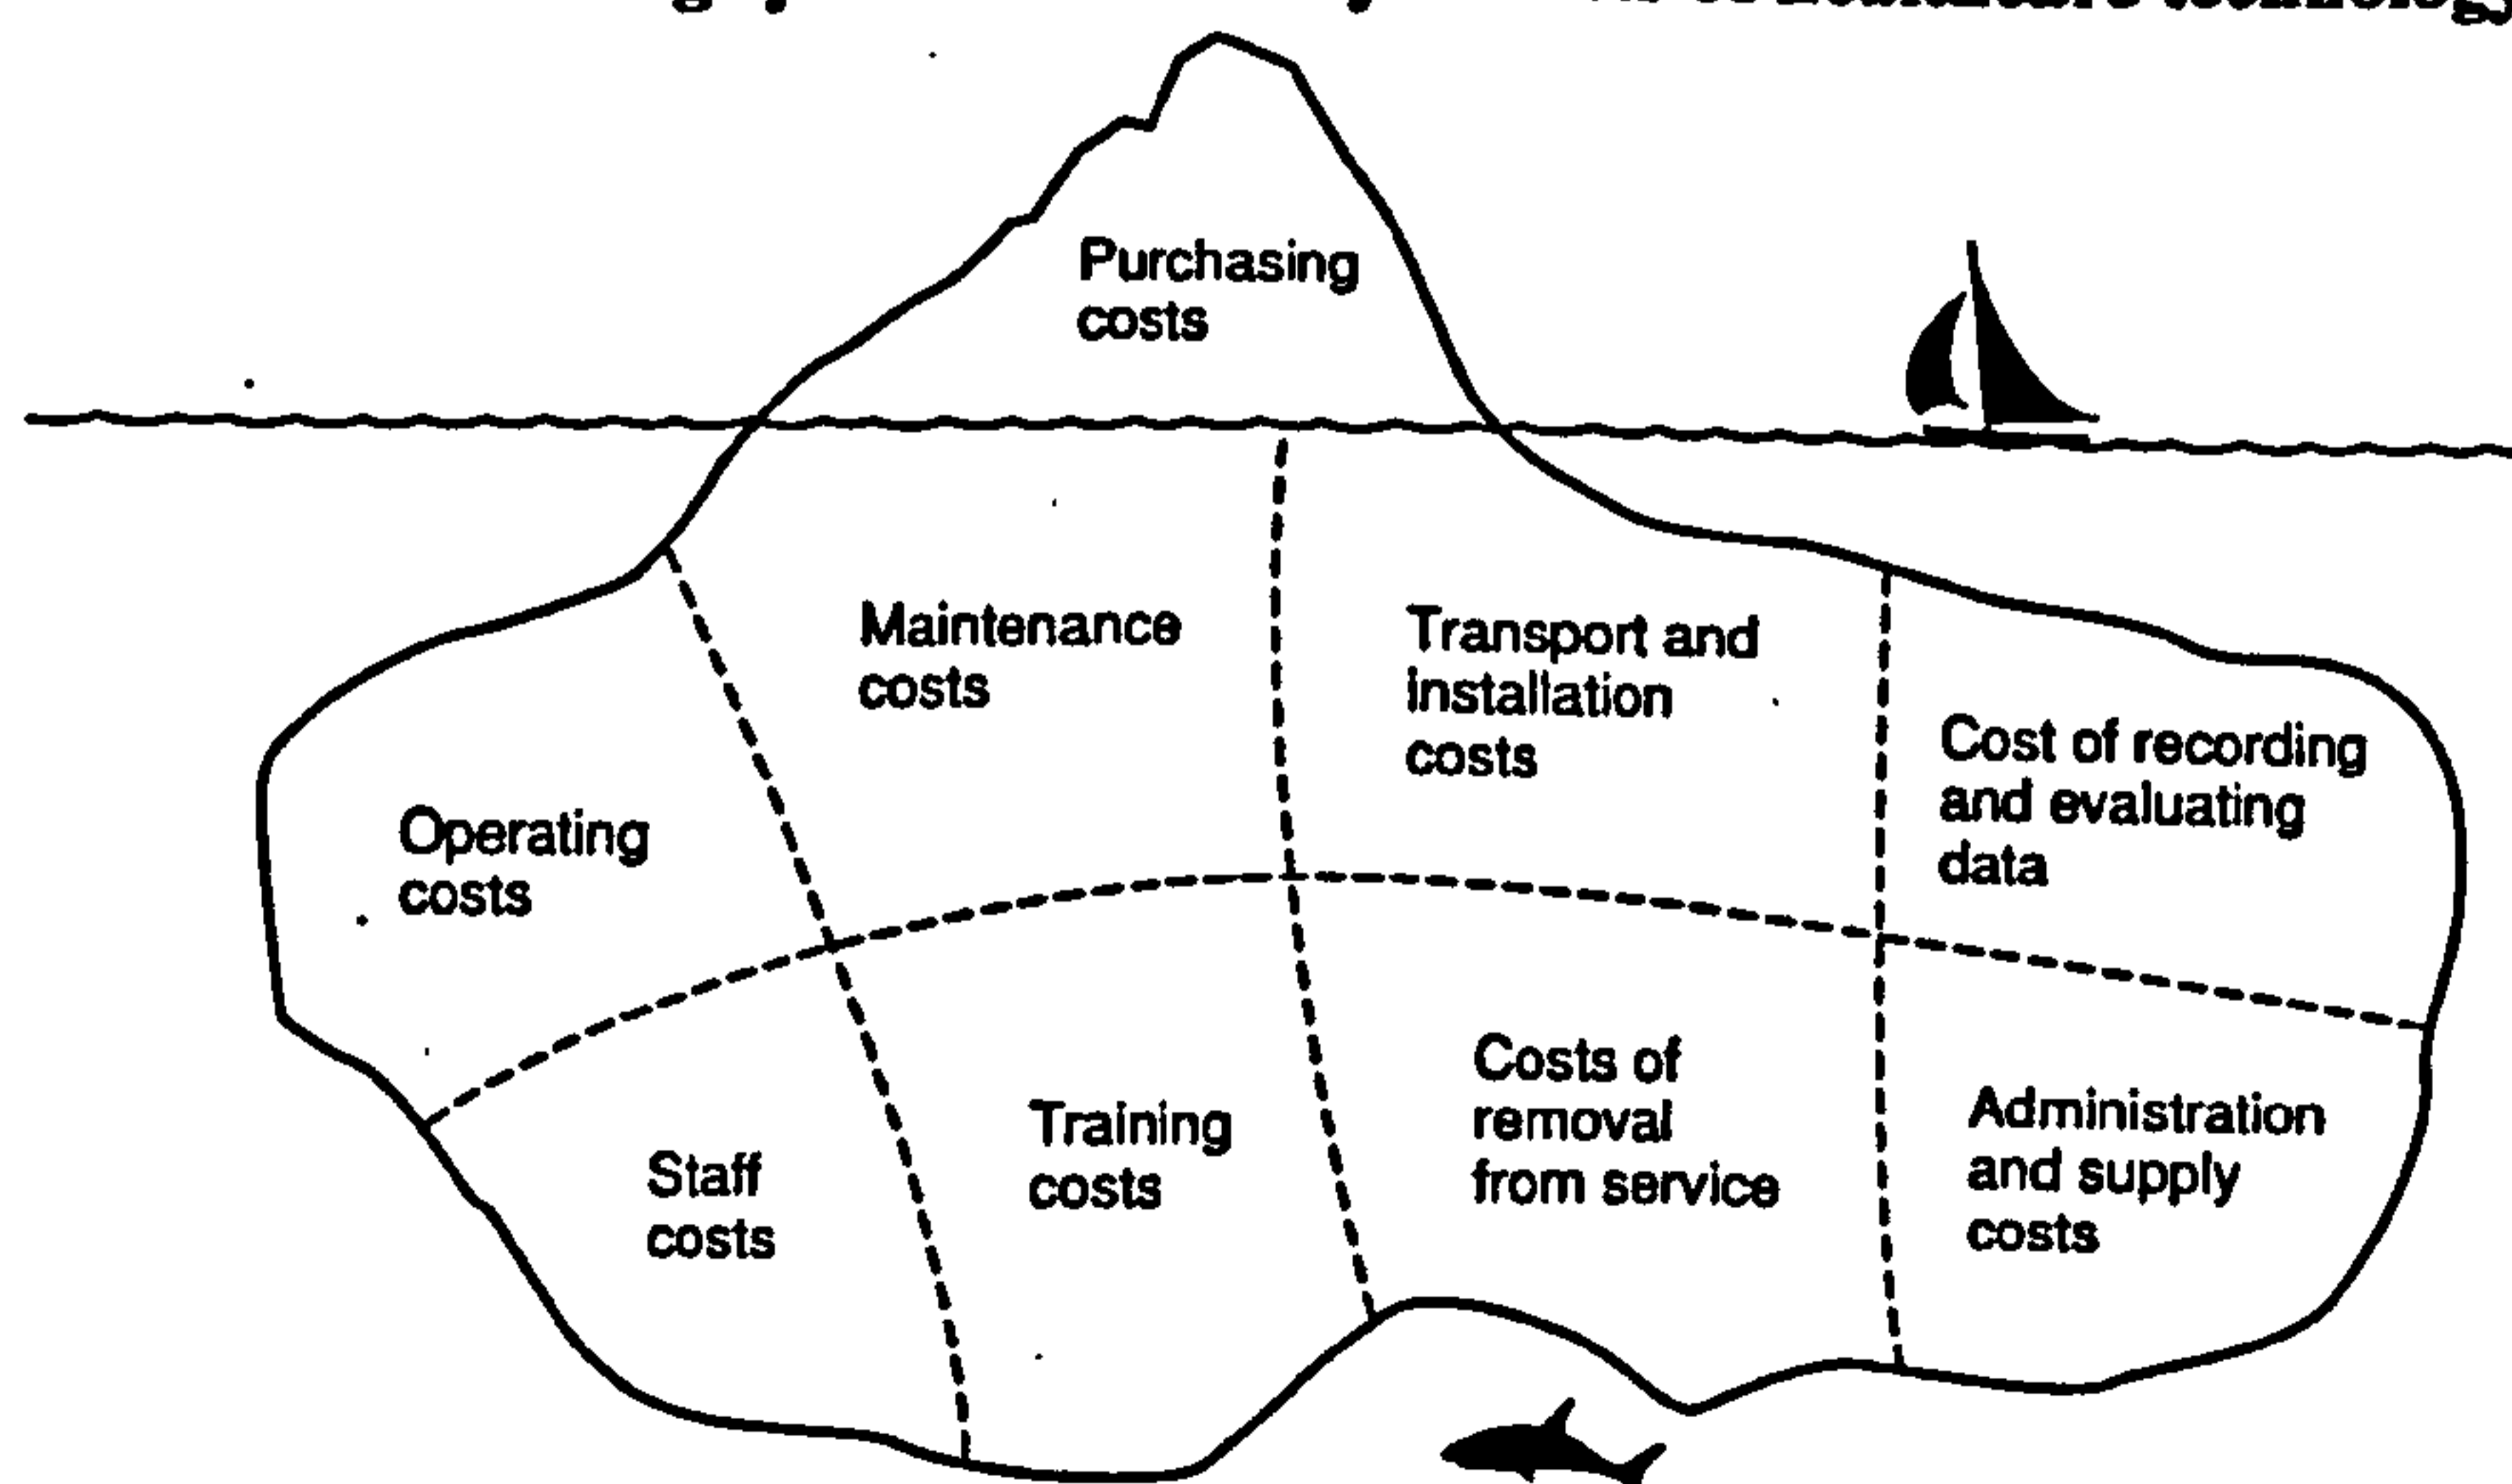 technology
Purchasing
costs
Maintenance
costs
Transport and
installation
costs
Cost of recording
and evaluating
data
Operating
costs
Staff
costs
Training
costs
Costs of
removal
from service
Administration
and supply
costs